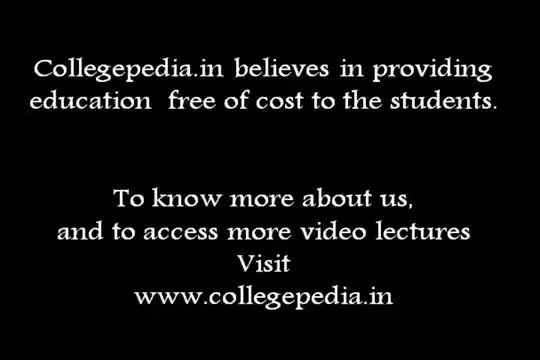 Collegepedia.in believes in providing
education free of cost to the students.
To know more about us,
and to access more video lectures
Visit
www.collegepedia.in